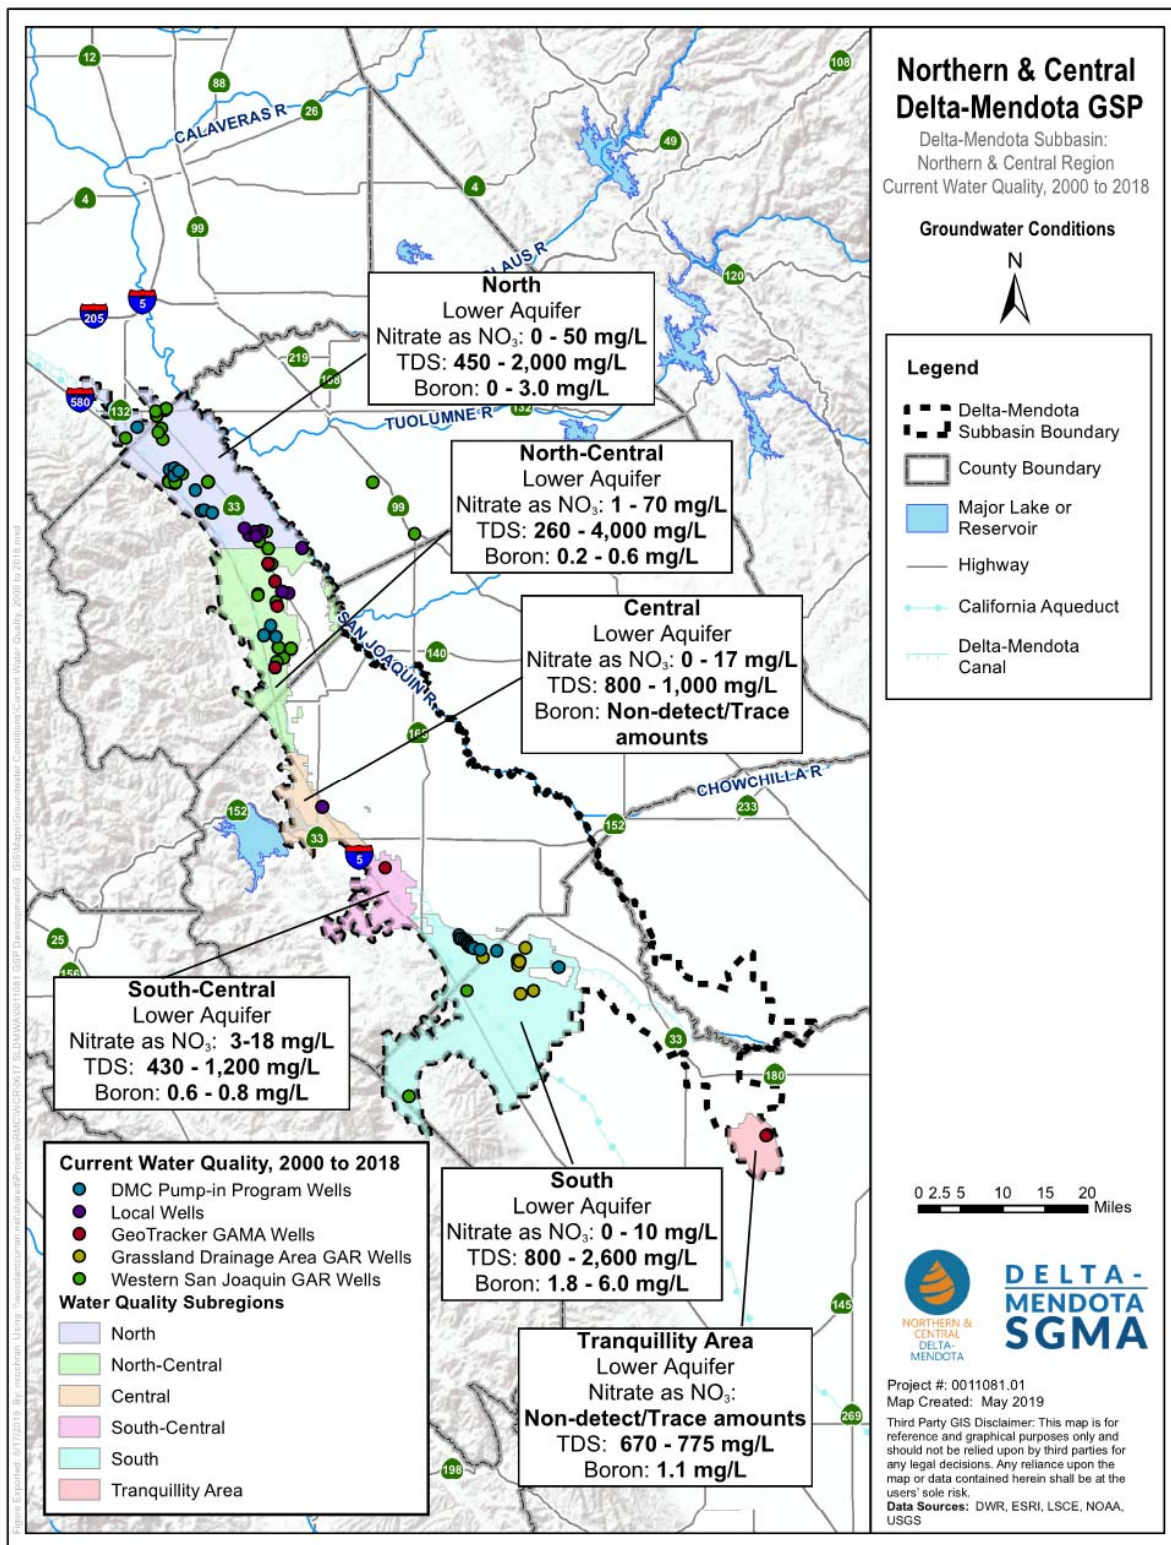 Northern & Central
Delta-Mendota GSP
Delta-Mendota Subbasin:
Northern & Central Region
Current Water Quality, 2000 to 2018
Groundwater Conditions
N
Legend
Delta-Mendota
Subbasin Boundary
County Boundary
Major Lake or
Reservoir
Highway
California Aqueduct
Delta-Mendota
Canal
12
88
26
108
49
4
4
99
120
CALAVERAS R
LAUS R
5
205
219
580
132
132
TUOLUMNE R
North
Lower Aquifer
Nitrate as NO₃: 0 - 50 mg/L
TDS: 450 - 2,000 mg/L
Boron: 0 - 3.0 mg/L
North-Central
Lower Aquifer
Nitrate as NO₃: 1 - 70 mg/L
TDS: 260 - 4,000 mg/L
Boron: 0.2 - 0.6 mg/L
33
99
Central
Lower Aquifer
Nitrate as NO₃: 0 - 17 mg/L
TDS: 800 - 1,000 mg/L
Boron: Non-detect/Trace
amounts
SAN JOAQUIN R
140
165
CHOWCHILLA R
233
152
152
33
5
25
156
South-Central
Lower Aquifer
Nitrate as NO₃: 3-18 mg/L
TDS: 430 - 1,200 mg/L
Boron: 0.6 - 0.8 mg/L
33
180
South
Lower Aquifer
Nitrate as NO₃: 0 - 10 mg/L
TDS: 800 - 2,600 mg/L
Boron: 1.8 - 6.0 mg/L
Tranquillity Area
Lower Aquifer
Nitrate as NO₃:
Non-detect/Trace amounts
TDS: 670 - 775 mg/L
Boron: 1.1 mg/L
145
269
198
Current Water Quality, 2000 to 2018
DMC Pump-in Program Wells
Local Wells
GeoTracker GAMA Wells
Grassland Drainage Area GAR Wells
Western San Joaquin GAR Wells
Water Quality Subregions
North
North-Central
Central
South-Central
South
Tranquillity Area
0 2.5 5 10 15 20
Miles
NORTHERN &
CENTRAL
DELTA-
MENDOTA
DELTA-
MENDOTA
SGMA
Project #: 0011081.01
Map Created: May 2019
Third Party GIS Disclaimer: This map is for
reference and graphical purposes only and
should not be relied upon by third parties for
any legal decisions. Any reliance upon the
map or data contained herein shall be at the
users' sole risk.
Data Sources: DWR, ESRI, LSCE, NOAA,
USGS